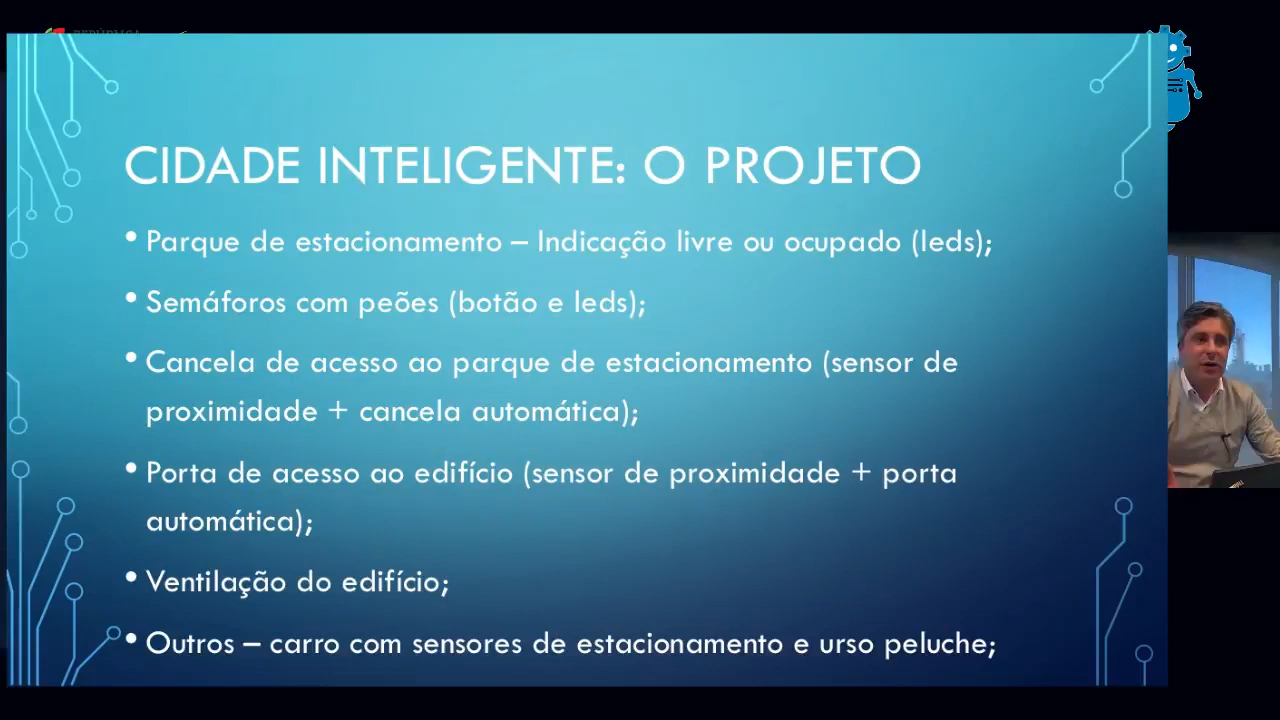 CIDADE INTELIGENTE: O PROJETO
• Parque de estacionamento – Indicação livre ou ocupado (leds);
• Semáforos com peões (botão e leds);
• Cancela de acesso ao parque de estacionamento (sensor de
proximidade + cancela automática);
• Porta de acesso ao edifício (sensor de proximidade + porta
automática);
• Ventilação do edifício;
• Outros – carro com sensores de estacionamento e urso peluche;